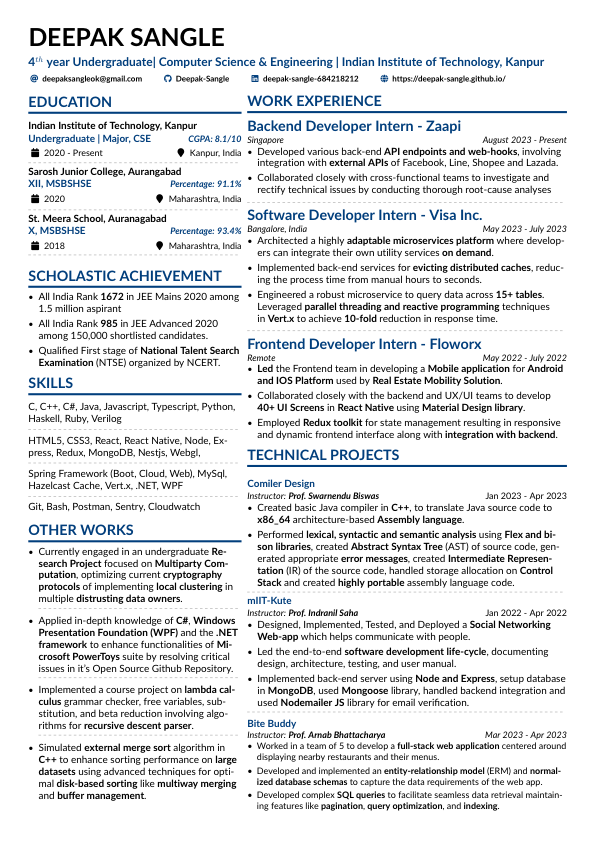 DEEPAK SANGLE
4th year Undergraduate| Computer Science & Engineering | Indian Institute of Technology, Kanpur
deepaksangleok@gmail.com Deepak-Sangle deepak-sangle-684218212 https://deepak-sangle.github.io/
EDUCATION
Indian Institute of Technology, Kanpur
Undergraduate | Major, CSE CGPA: 8.1/10
2020 - Present Kanpur, India
Sarosh Junior College, Aurangabad
XII, MSBSHSE Percentage: 91.1%
2020 Maharashtra, India
St. Meera School, Auranagabad
X, MSBSHSE Percentage: 93.4%
2018 Maharashtra, India
SCHOLASTIC ACHIEVEMENT
• All India Rank 1672 in JEE Mains 2020 among
1.5 million aspirant
• All India Rank 985 in JEE Advanced 2020
among 150,000 shortlisted candidates.
• Qualified First stage of National Talent Search
Examination (NTSE) organized by NCERT.
SKILLS
C, C++, C#, Java, Javascript, Typescript, Python,
Haskell, Ruby, Verilog
HTML5, CSS3, React, React Native, Node, Ex-
press, Redux, MongoDB, Nestjs, Webgl,
Spring Framework (Boot, Cloud, Web), MySql,
Hazelcast Cache, Vert.x, .NET, WPF
Git, Bash, Postman, Sentry, Cloudwatch
OTHER WORKS
• Currently engaged in an undergraduate Re-
search Project focused on Multiparty Com-
putation, optimizing current cryptography
protocols of implementing local clustering in
multiple distrusting data owners.
• Applied in-depth knowledge of C#, Windows
Presentation Foundation (WPF) and the .NET
framework to enhance functionalities of Mi-
crosoft PowerToys suite by resolving critical
issues in it's Open Source Github Repository.
• Implemented a course project on lambda cal-
culus grammar checker, free variables, sub-
stitution, and beta reduction involving algo-
rithms for recursive descent parser.
• Simulated external merge sort algorithm in
C++ to enhance sorting performance on large
datasets using advanced techniques for opti-
mal disk-based sorting like multiway merging
and buffer management.
WORK EXPERIENCE
Backend Developer Intern - Zaapi
Singapore August 2023 - Present
• Developed various back-end API endpoints and web-hooks, involving
integration with external APIs of Facebook, Line, Shopee and Lazada.
• Collaborated closely with cross-functional teams to investigate and
rectify technical issues by conducting thorough root-cause analyses
Software Developer Intern - Visa Inc.
Bangalore, India May 2023 - July 2023
• Architected a highly adaptable microservices platform where develop-
ers can integrate their own utility services on demand.
• Implemented back-end services for evicting distributed caches, reduc-
ing the process time from manual hours to seconds.
• Engineered a robust microservice to query data across 15+ tables.
Leveraged parallel threading and reactive programming techniques
in Vert.x to achieve 10-fold reduction in response time.
Frontend Developer Intern - Floworx
Remote May 2022 - July 2022
• Led the Frontend team in developing a Mobile application for Android
and IOS Platform used by Real Estate Mobility Solution.
• Collaborated closely with the backend and UX/UI teams to develop
40+ UI Screens in React Native using Material Design library.
• Employed Redux toolkit for state management resulting in responsive
and dynamic frontend interface along with integration with backend.
TECHNICAL PROJECTS
Comiler Design
Instructor: Prof. Swarnendu Biswas Jan 2023 - Apr 2023
• Created basic Java compiler in C++, to translate Java source code to
x86_64 architecture-based Assembly language.
• Performed lexical, syntactic and semantic analysis using Flex and bi-
son libraries, created Abstract Syntax Tree (AST) of source code, gen-
erated appropriate error messages, created Intermediate Represen-
tation (IR) of the source code, handled storage allocation on Control
Stack and created highly portable assembly language code.
mIIT-Kute
Instructor: Prof. Indranil Saha Jan 2022 - Apr 2022
• Designed, Implemented, Tested, and Deployed a Social Networking
Web-app which helps communicate with people.
• Led the end-to-end software development life-cycle, documenting
design, architecture, testing, and user manual.
• Implemented back-end server using Node and Express, setup database
in MongoDB, used Mongoose library, handled backend integration and
used Nodemailer JS library for email verification.
Bite Buddy
Instructor: Prof. Arnab Bhattacharya Mar 2023 - Apr 2023
• Worked in a team of 5 to develop a full-stack web application centered around
displaying nearby restaurants and their menus.
• Developed and implemented an entity-relationship model (ERM) and normal-
ized database schemas to capture the data requirements of the web app.
• Developed complex SQL queries to facilitate seamless data retrieval maintain-
ing features like pagination, query optimization, and indexing.